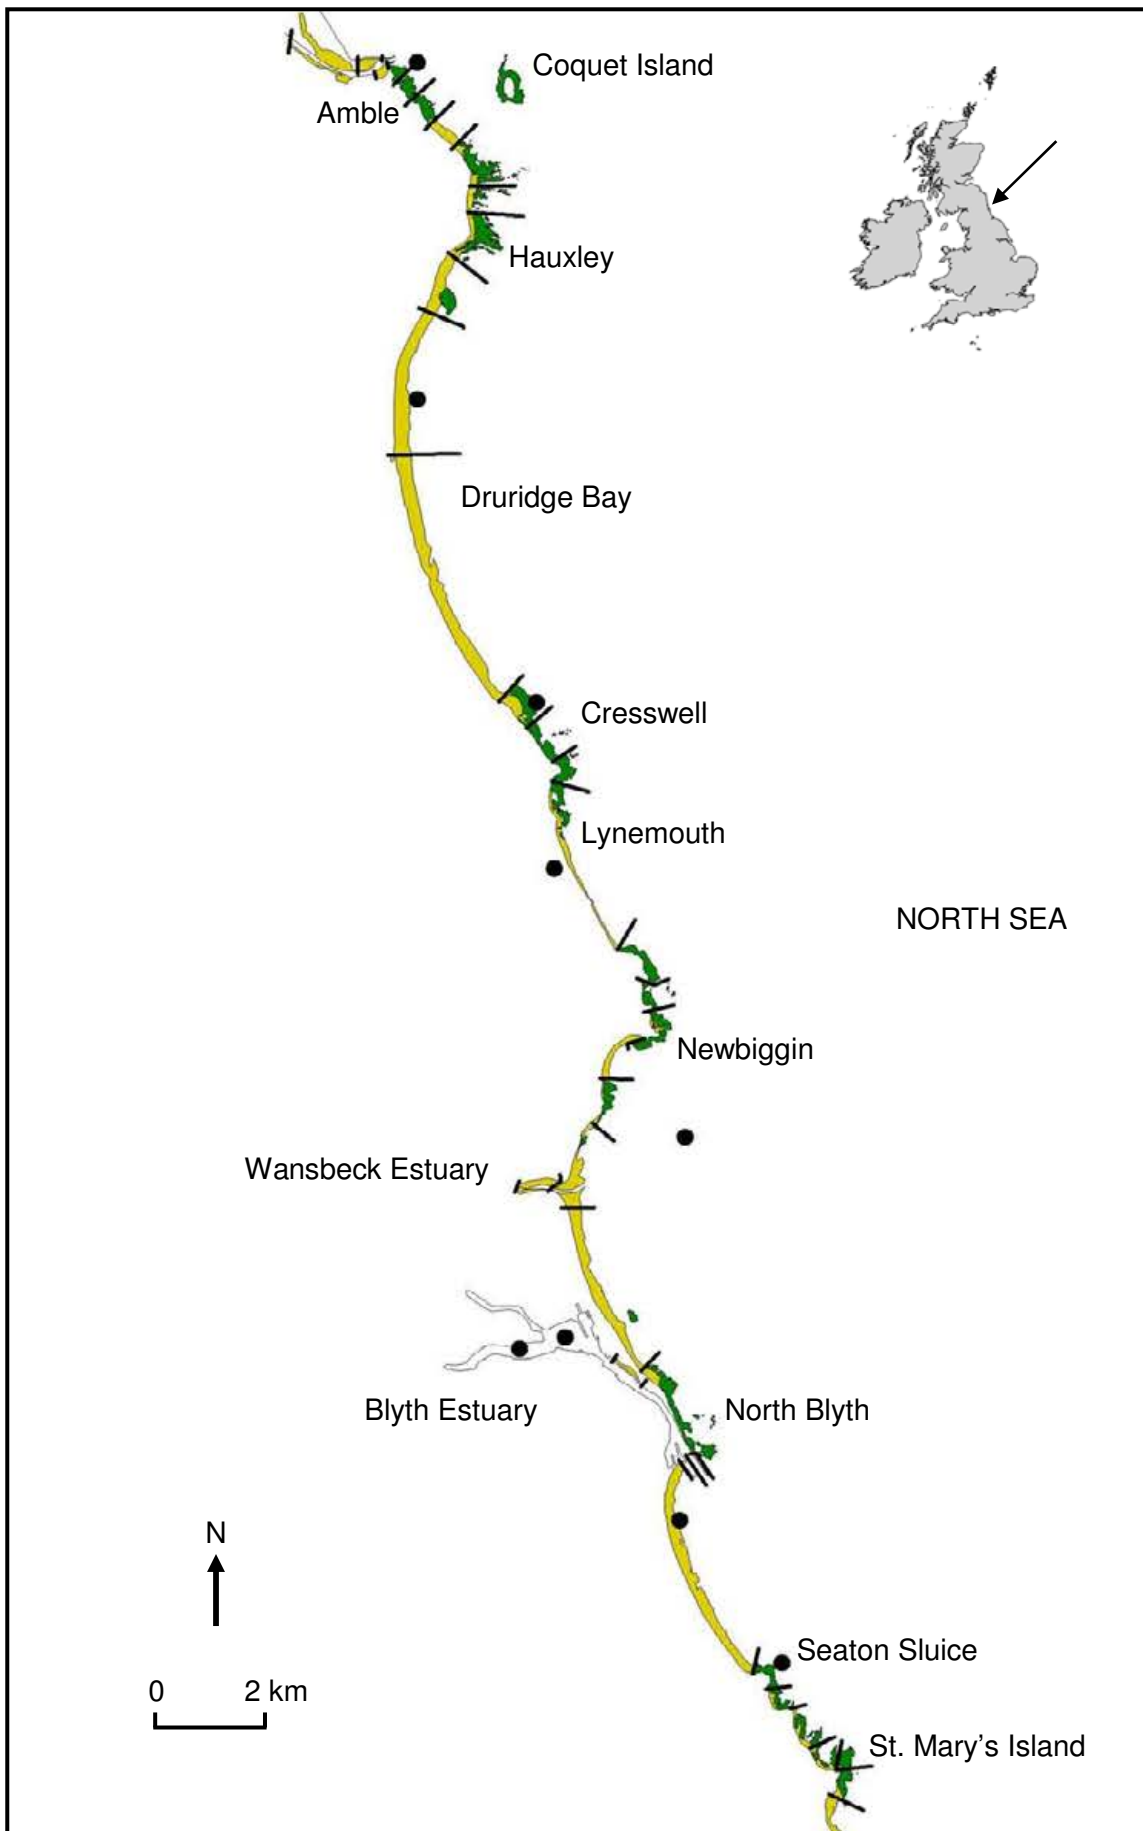 Coquet Island
Amble
Hauxley
Druridge Bay
Cresswell
Lynemouth
NORTH SEA
Newbiggin
Wansbeck Estuary
Blyth Estuary
North Blyth
N
Seaton Sluice
0 2 km
St. Mary’s Island